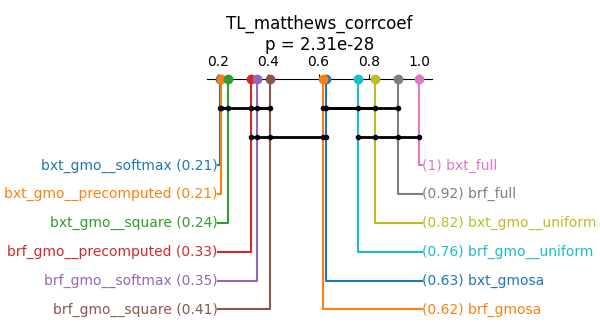 TL_matthews_corrcoef
p = 2.31e-28
0.2 0.4 0.6 0.8 1.0
bxt_gmo__softmax (0.21) (1) bxt_full
bxt_gmo__precomputed (0.21) (0.92) brf_full
bxt_gmo__square (0.24) (0.82) bxt_gmo__uniform
brf_gmo__precomputed (0.33) (0.76) brf_gmo__uniform
brf_gmo__softmax (0.35) (0.63) bxt_gmosa
brf_gmo__square (0.41) (0.62) brf_gmosa